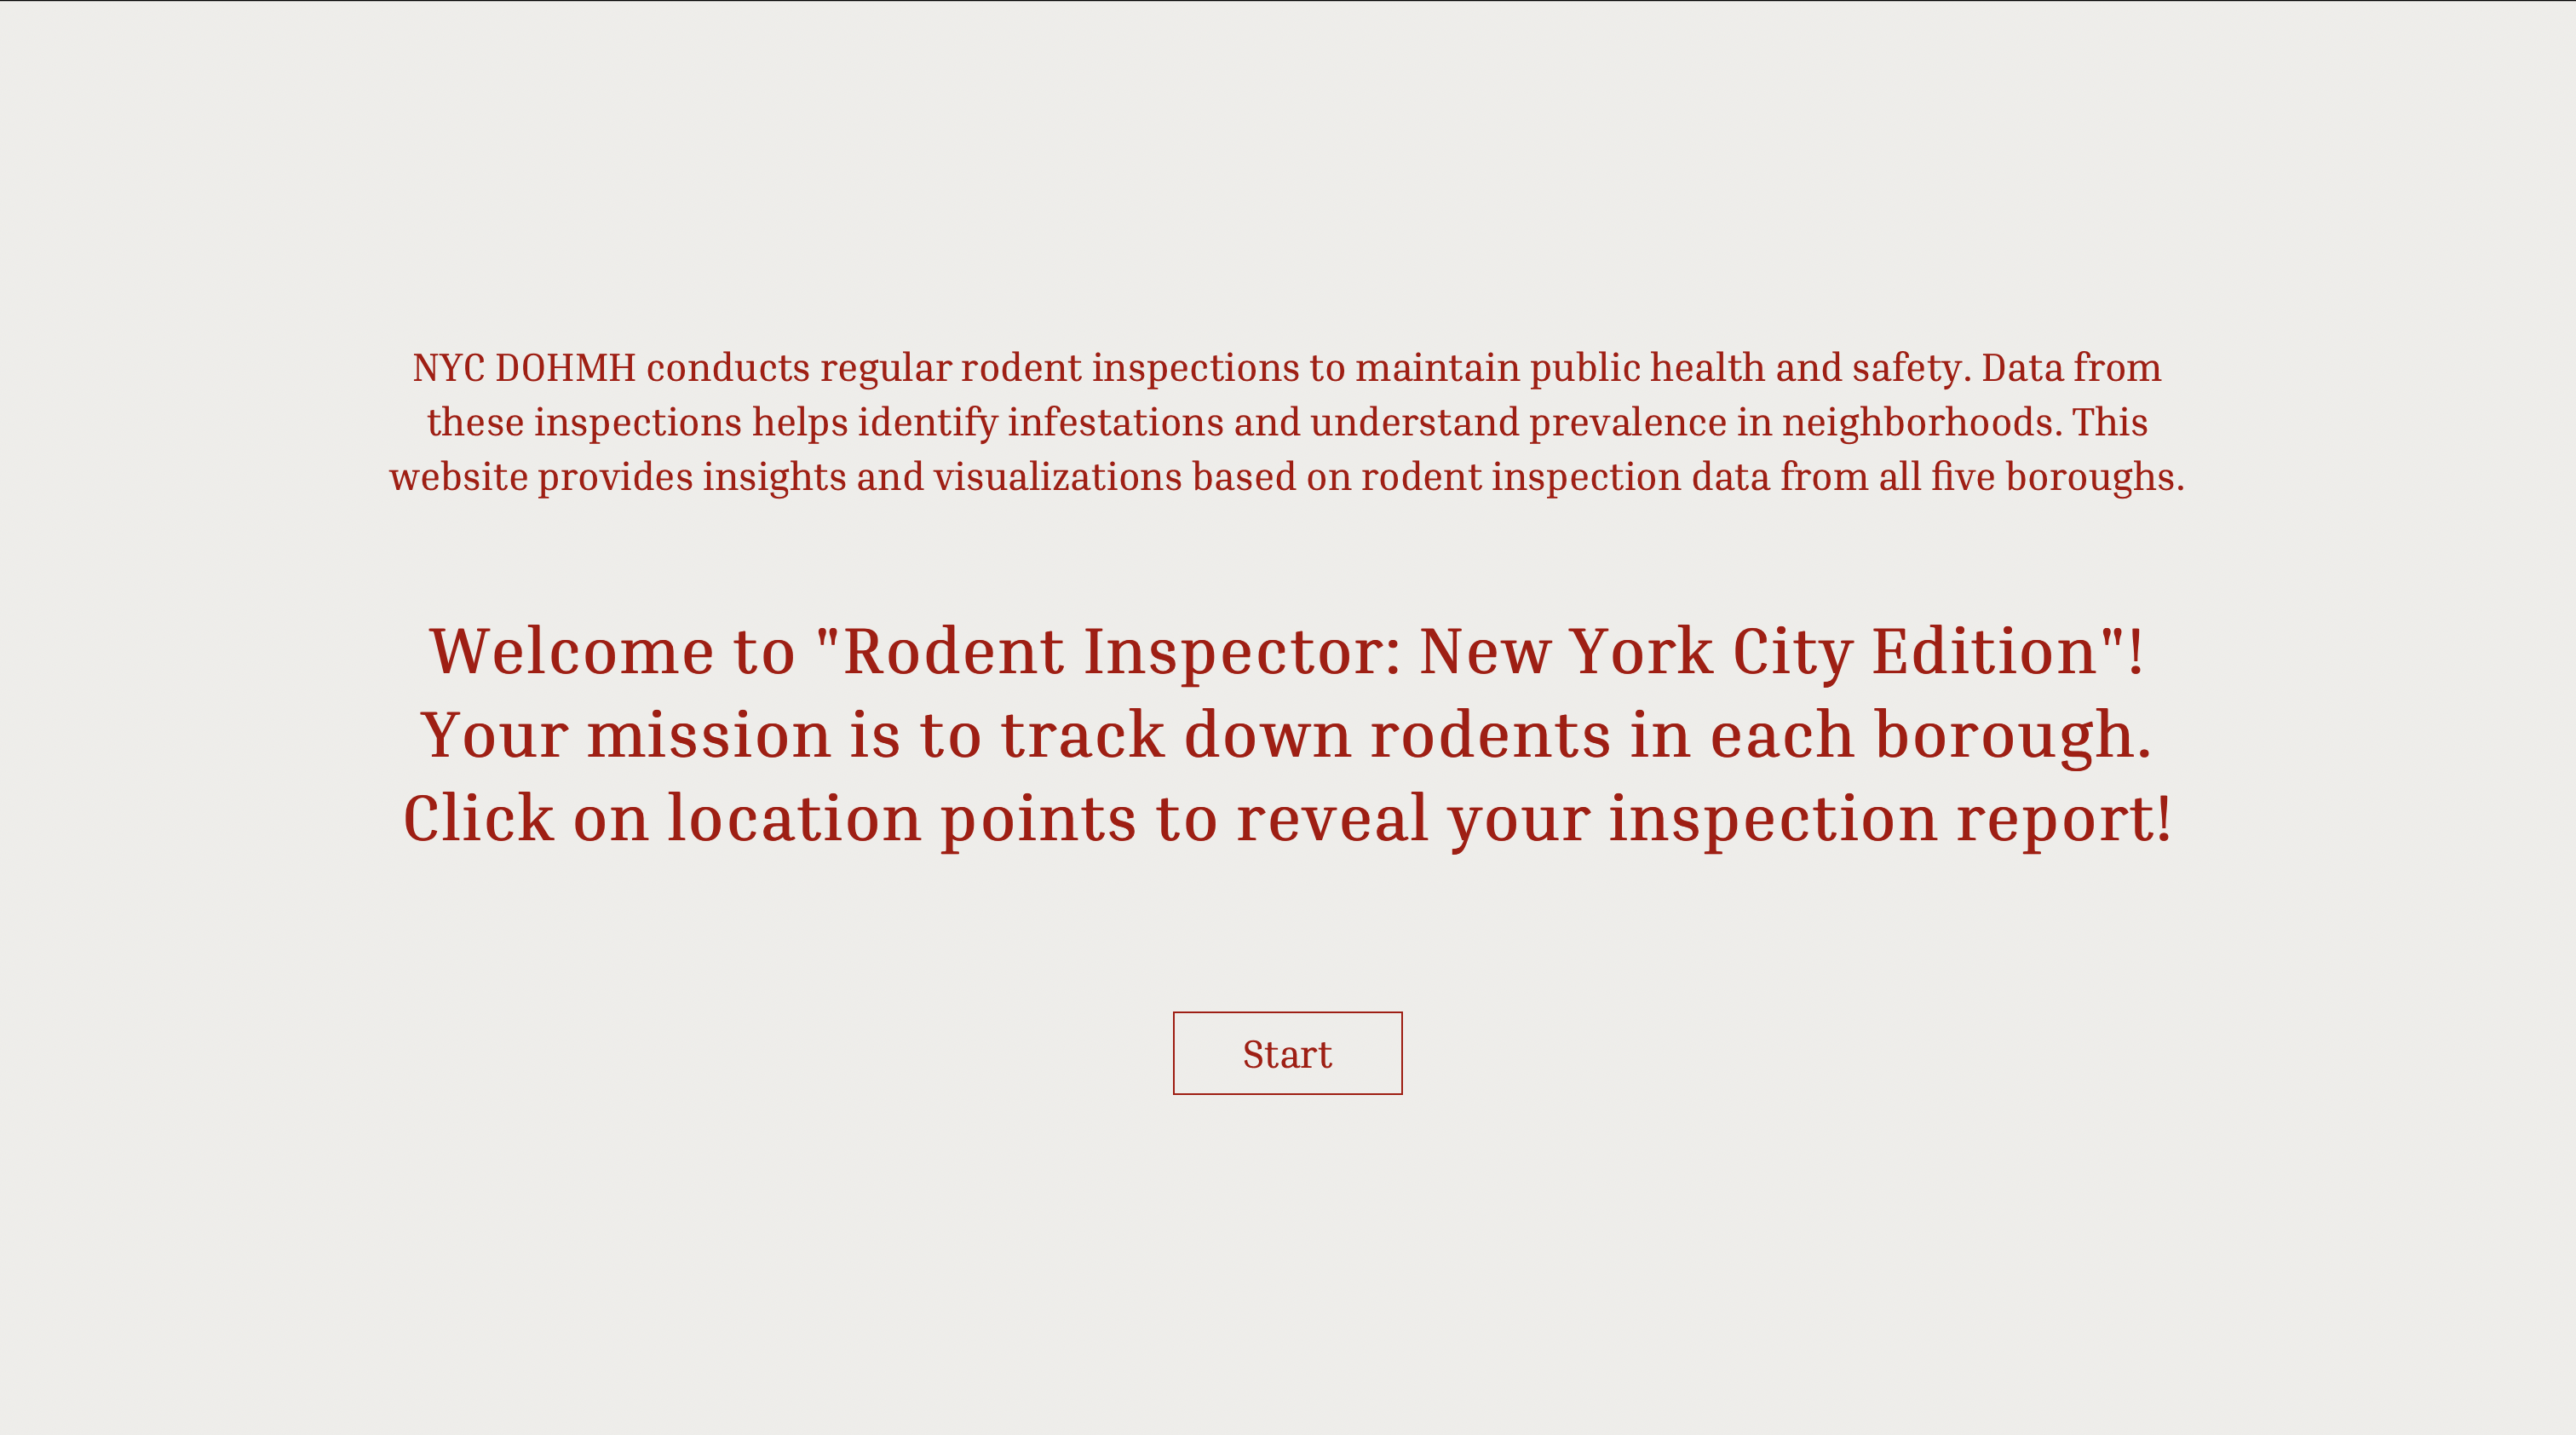 NYC DOHMH conducts regular rodent inspections to maintain public health and safety. Data from
these inspections helps identify infestations and understand prevalence in neighborhoods. This
website provides insights and visualizations based on rodent inspection data from all five boroughs.
Welcome to "Rodent Inspector: New York City Edition"!
Your mission is to track down rodents in each borough.
Click on location points to reveal your inspection report!
Start